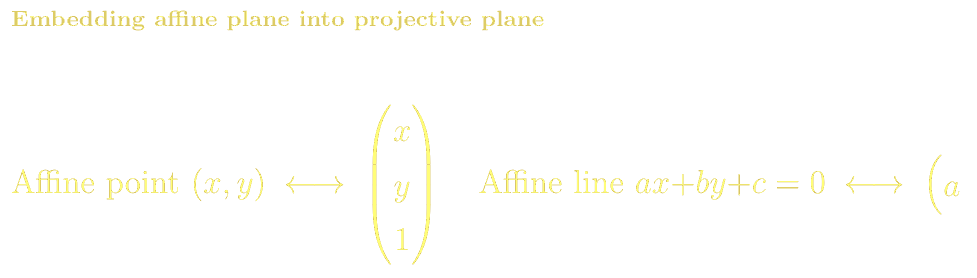 Embedding affine plane into projective plane
Affine point (x, y) ⟷ (x y 1) Affine line ax+by+c = 0 ⟷ (a